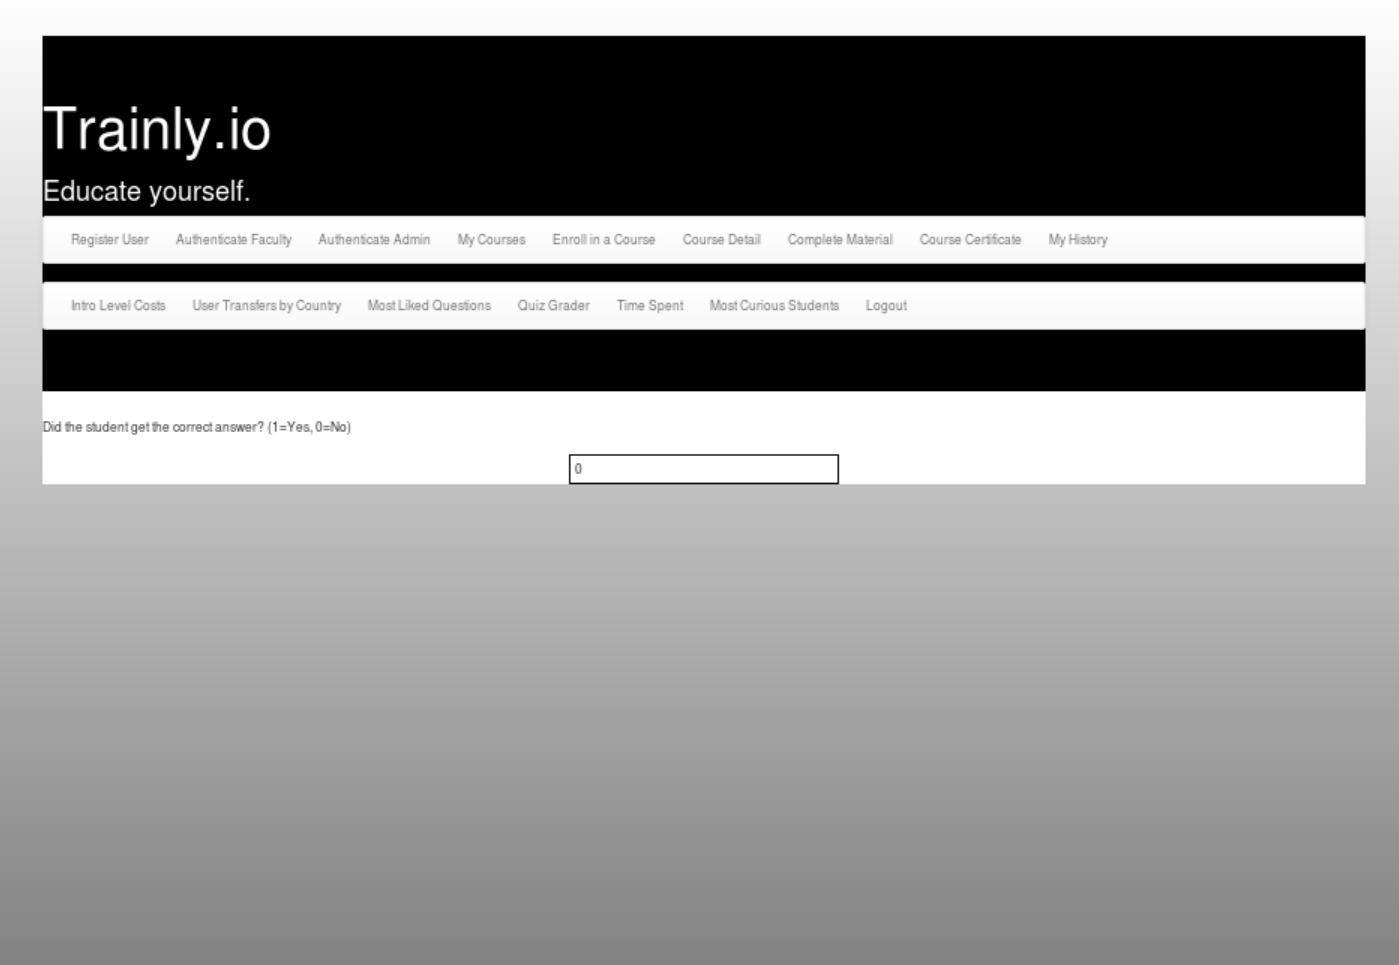 Trainly.io
Educate yourself.
Register User Authenticate Faculty Authenticate Admin My Courses Enroll in a Course Course Detail Complete Material Course Certificate My History
Intro Level Costs User Transfers by Country Most Liked Questions Quiz Grader Time Spent Most Curious Students Logout
Did the student get the correct answer? (1=Yes, 0=No)
0